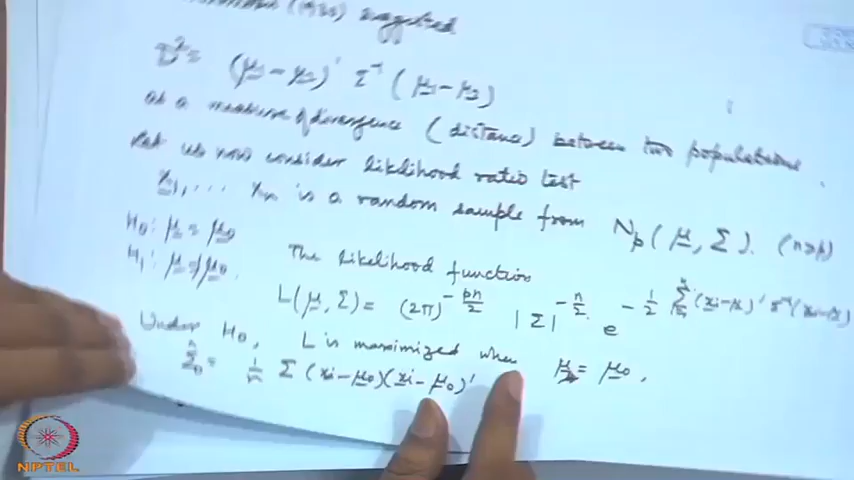 (1930) suggested
D² = (μ1 - μ2)' Σ⁻¹ (μ1 - μ2)
as a measure of divergence (distance) between two populations
Let us now consider likelihood ratio test
x1, ... xn is a random sample from Np(μ, Σ). (n>p)
H0: μ = μ0
H1: μ ≠ μ0
The likelihood function
L(μ, Σ) = (2π)^(-pn/2) |Σ|^(-n/2) e^(-1/2 Σ(xi-μ)' Σ⁻¹(xi-μ))
Under H0, L is maximized when μ = μ0,
Σ̂0 = 1/n Σ (xi-μ0)(xi-μ0)'
NPTEL